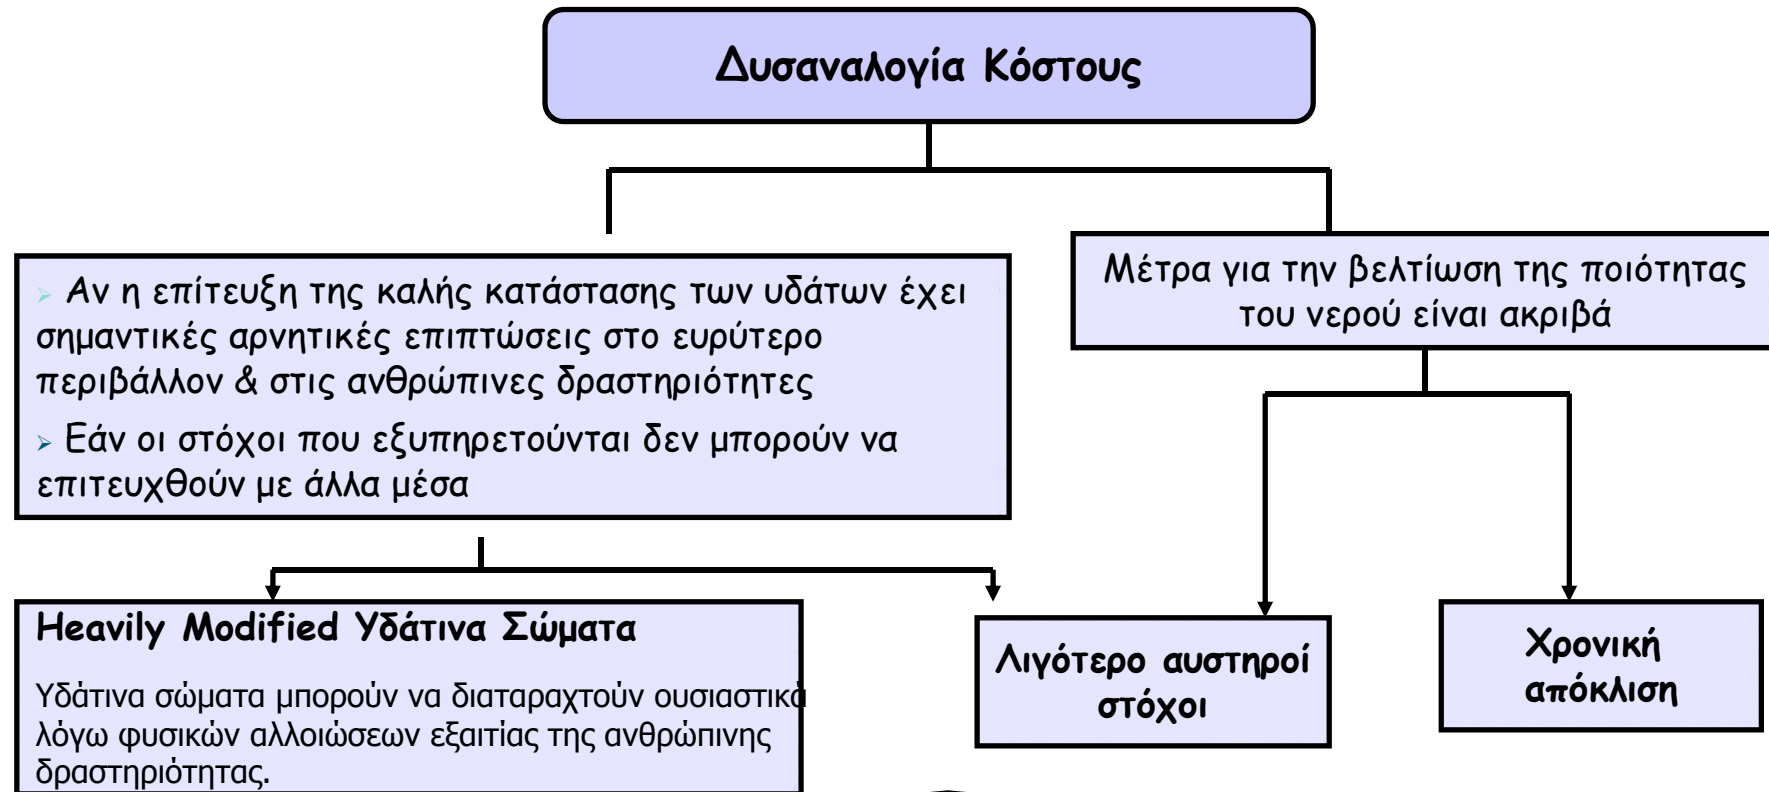 Δυσαναλογία Κόστους
➢ Αν η επίτευξη της καλής κατάστασης των υδάτων έχει
σημαντικές αρνητικές επιπτώσεις στο ευρύτερο
περιβάλλον & στις ανθρώπινες δραστηριότητες
➢ Εάν οι στόχοι που εξυπηρετούνται δεν μπορούν να
επιτευχθούν με άλλα μέσα
Μέτρα για την βελτίωση της ποιότητας
του νερού είναι ακριβά
Heavily Modified Υδάτινα Σώματα
Υδάτινα σώματα μπορούν να διαταραχτούν ουσιαστικά
λόγω φυσικών αλλοιώσεων εξαιτίας της ανθρώπινης
δραστηριότητας.
Λιγότερο αυστηροί
στόχοι
Χρονική
απόκλιση